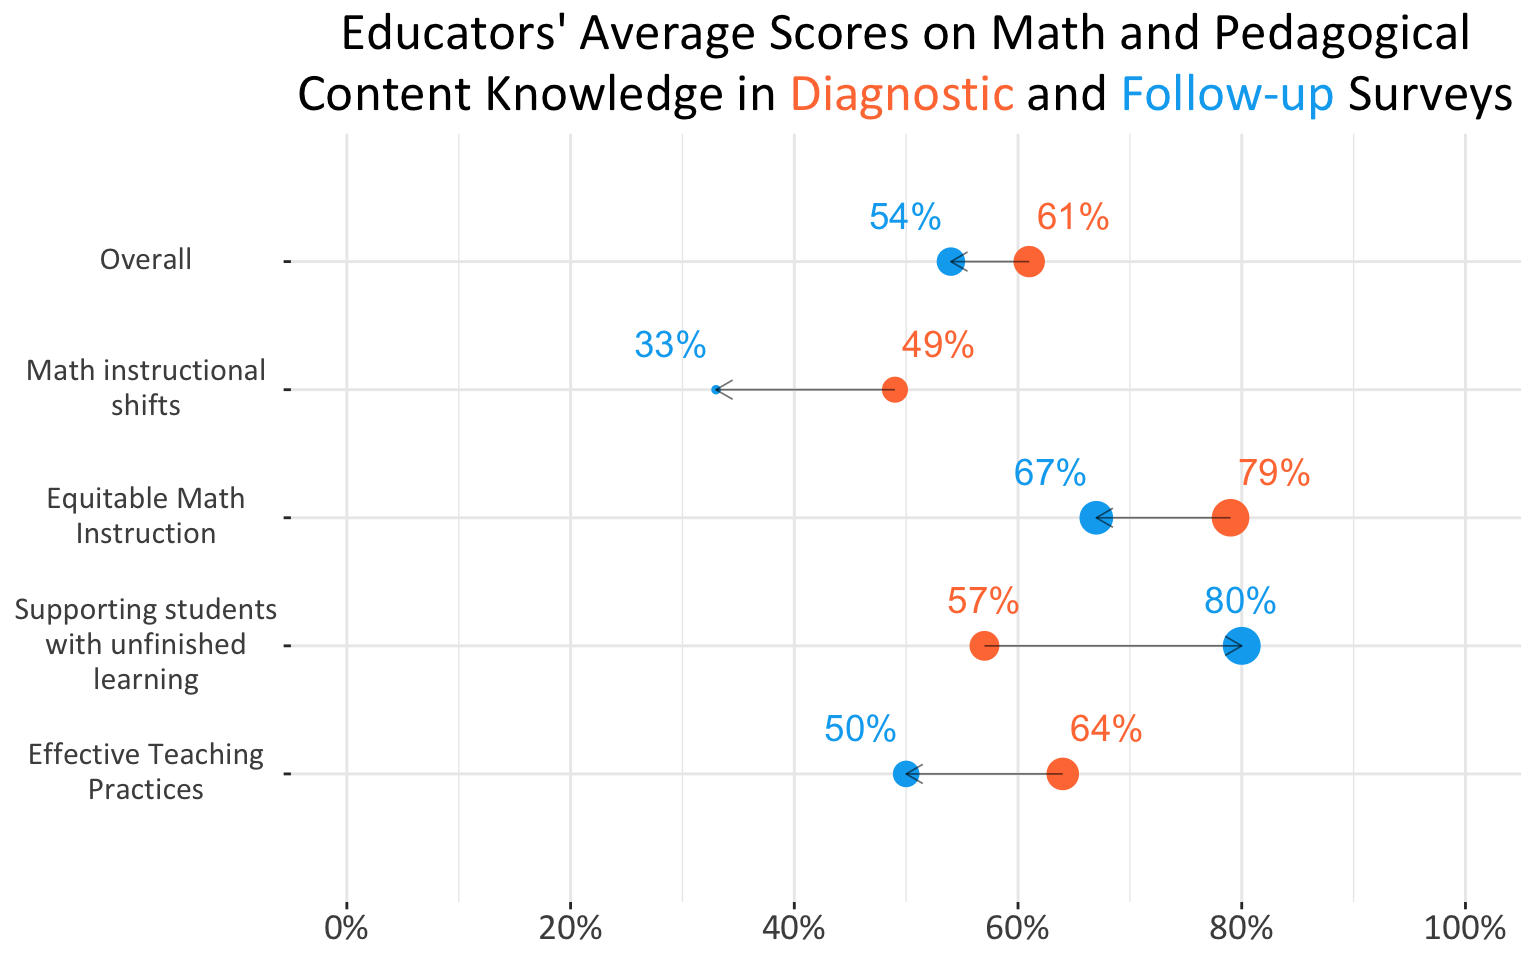 Educators' Average Scores on Math and Pedagogical
Content Knowledge in Diagnostic and Follow-up Surveys
54% 61%
Overall
33% 49%
Math instructional
shifts
67% 79%
Equitable Math
Instruction
57% 80%
Supporting students
with unfinished
learning
50% 64%
Effective Teaching
Practices
0% 20% 40% 60% 80% 100%